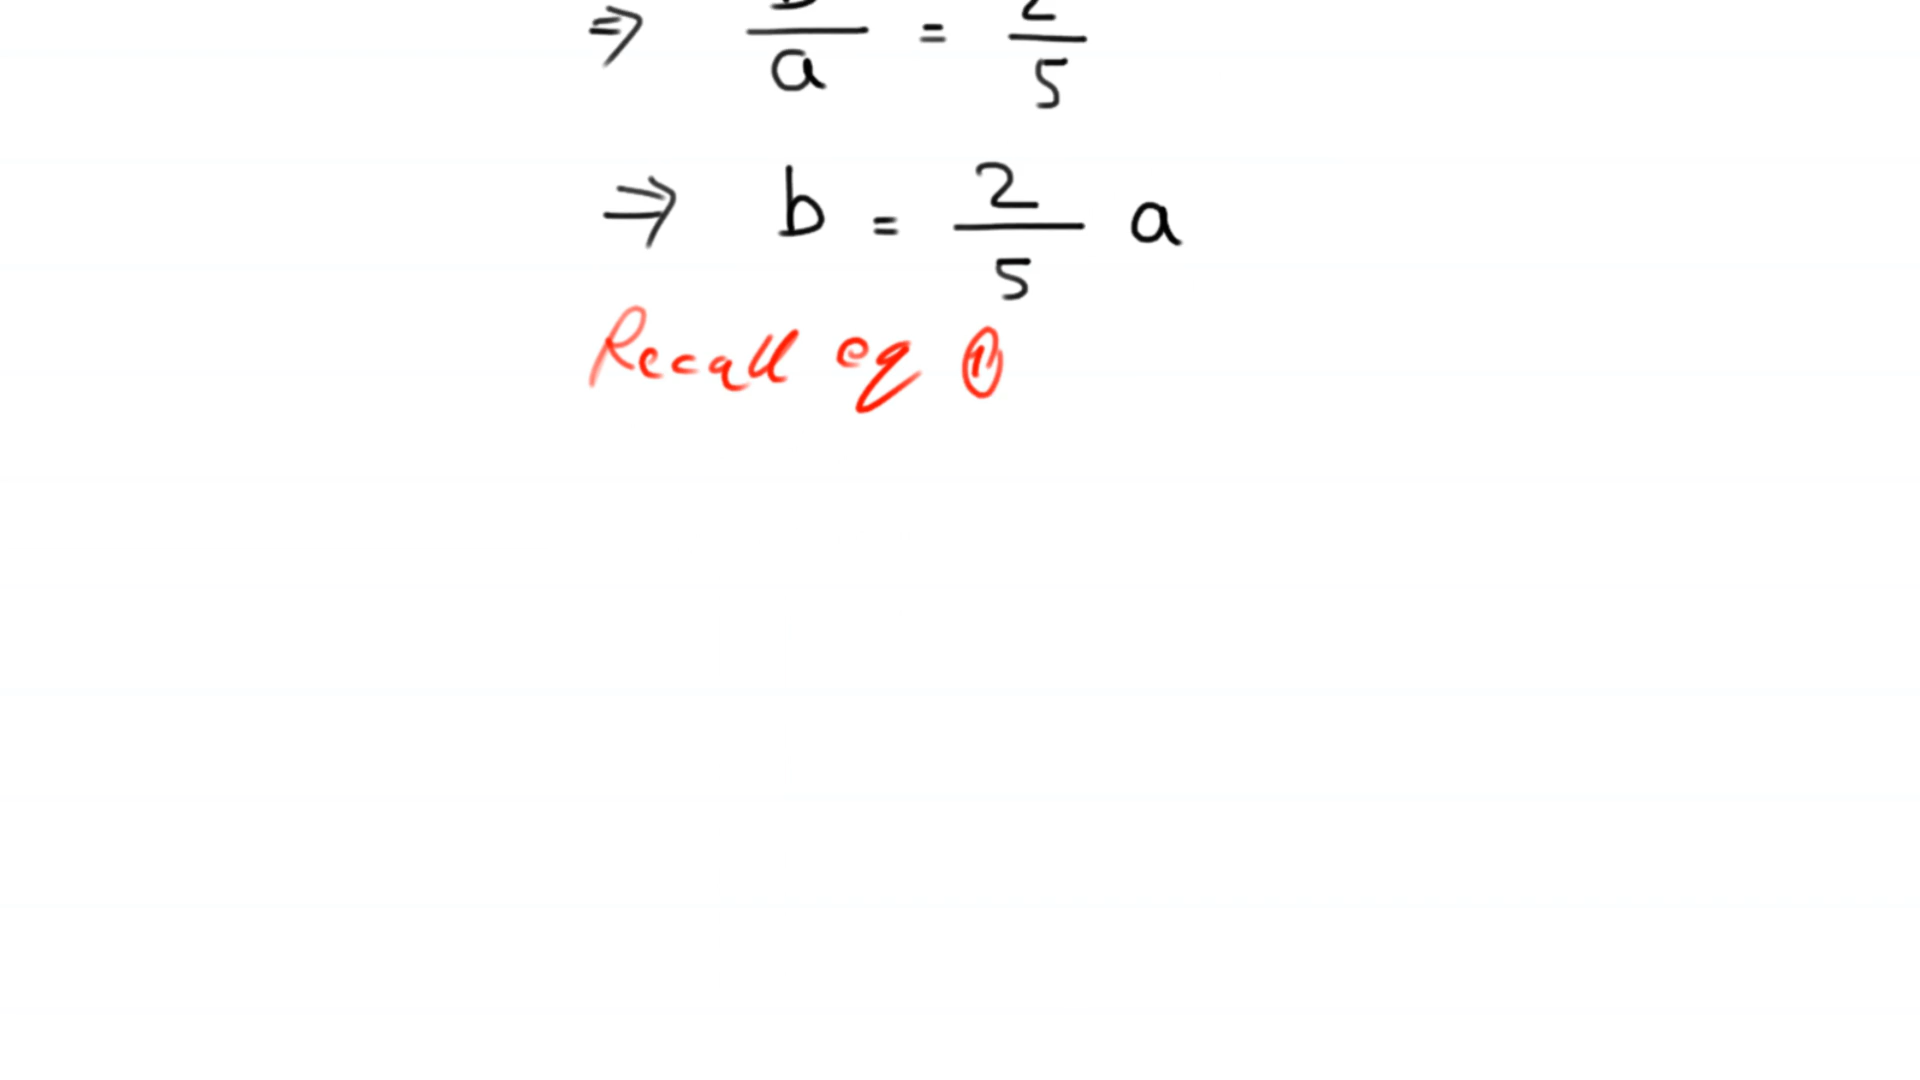 ⇒ b/a = 2/5
⇒ b = 2/5 a
Recall eq ①